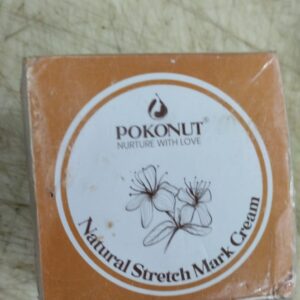 POKONUT®
NURTURE WITH LOVE
Natural Stretch Mark Cream